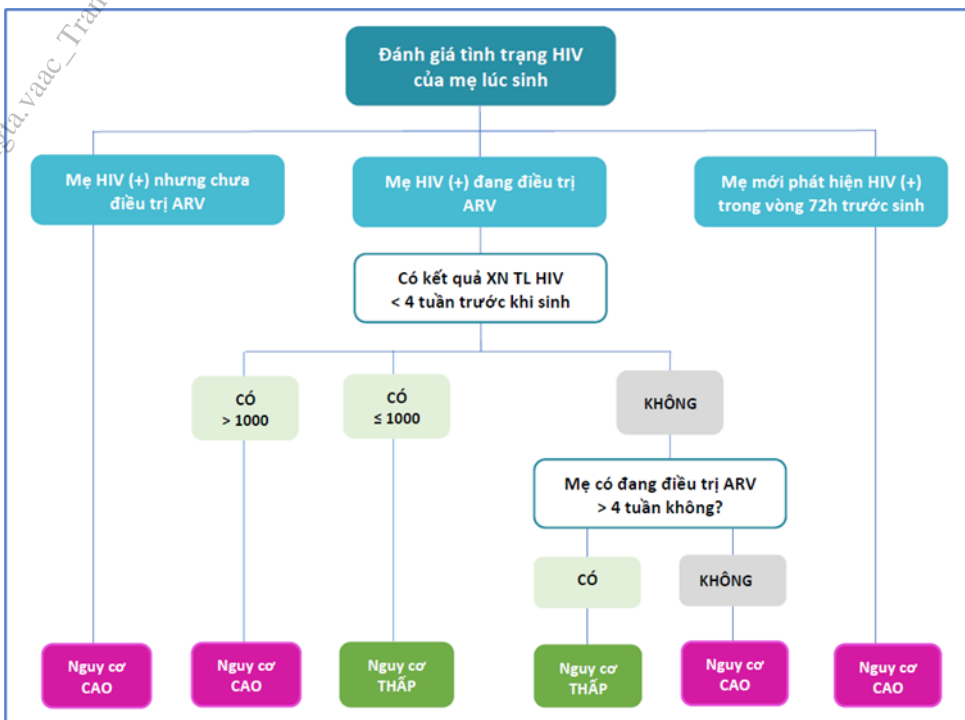 Đánh giá tình trạng HIV
của mẹ lúc sinh
Mẹ HIV (+) nhưng chưa
điều trị ARV
Mẹ HIV (+) đang điều trị
ARV
Mẹ mới phát hiện HIV (+)
trong vòng 72h trước sinh
Có kết quả XN TL HIV
< 4 tuần trước khi sinh
CÓ
> 1000
CÓ
≤ 1000
KHÔNG
Mẹ có đang điều trị ARV
> 4 tuần không?
CÓ
KHÔNG
Nguy cơ
CAO
Nguy cơ
CAO
Nguy cơ
THẤP
Nguy cơ
THẤP
Nguy cơ
CAO
Nguy cơ
CAO